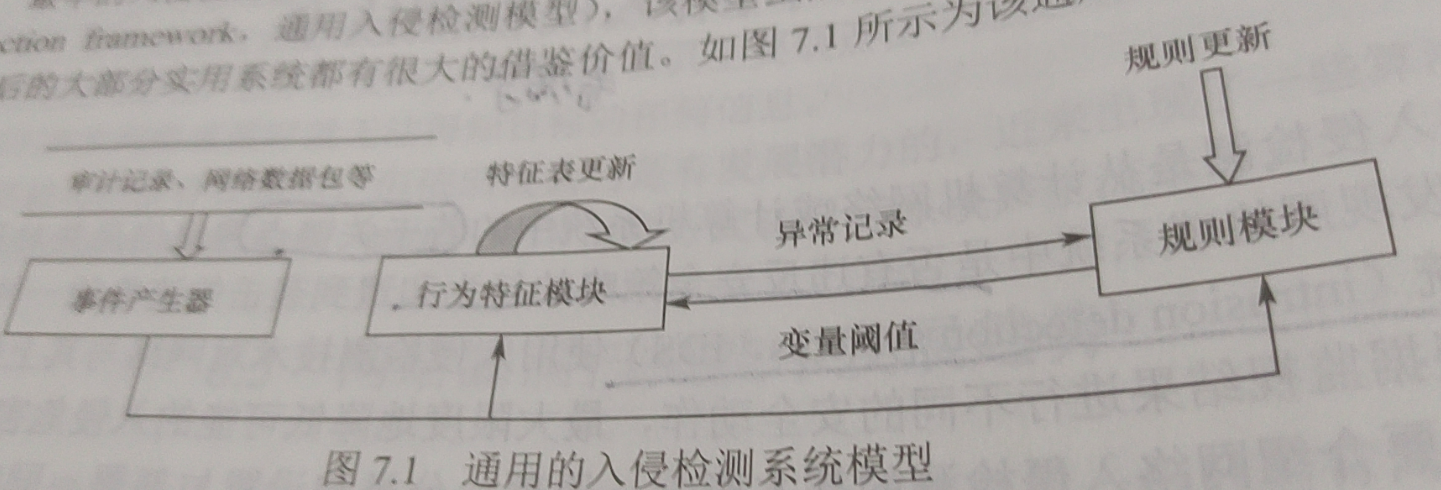 ction framework,通用入侵检测模型),该模型
后的大部分实用系统都有很大的借鉴价值。如图 7.1 所示为该通
规则更新
审计记录、网络数据包等
特征表更新
异常记录
规则模块
事件产生器
行为特征模块
变量阈值
图 7.1 通用的入侵检测系统模型